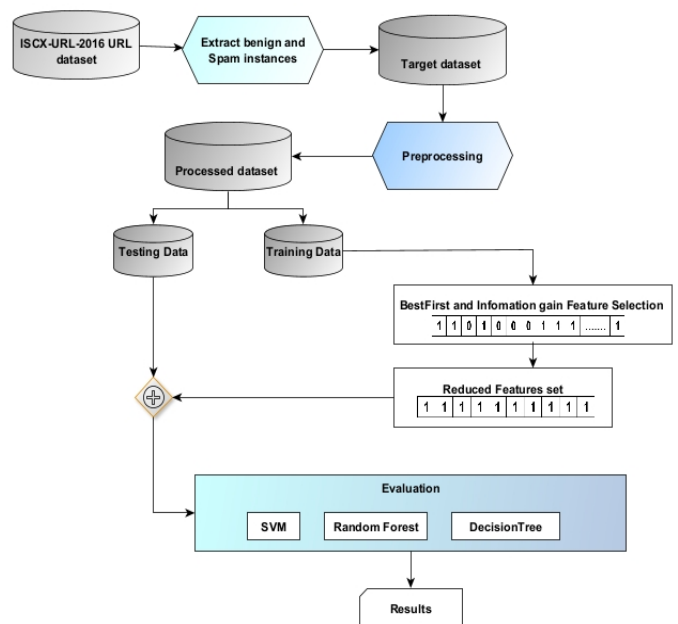 ISCX-URL-2016 URL
dataset
Extract benign and
Spam instances
Target dataset
Preprocessing
Processed dataset
Testing Data
Training Data
BestFirst and Infomation gain Feature Selection
1 1 0 1 0 0 0 1 1 1 ....... 1
Reduced Features set
1 1 1 1 1 1 1 1 1 1
Evaluation
SVM
Random Forest
DecisionTree
Results